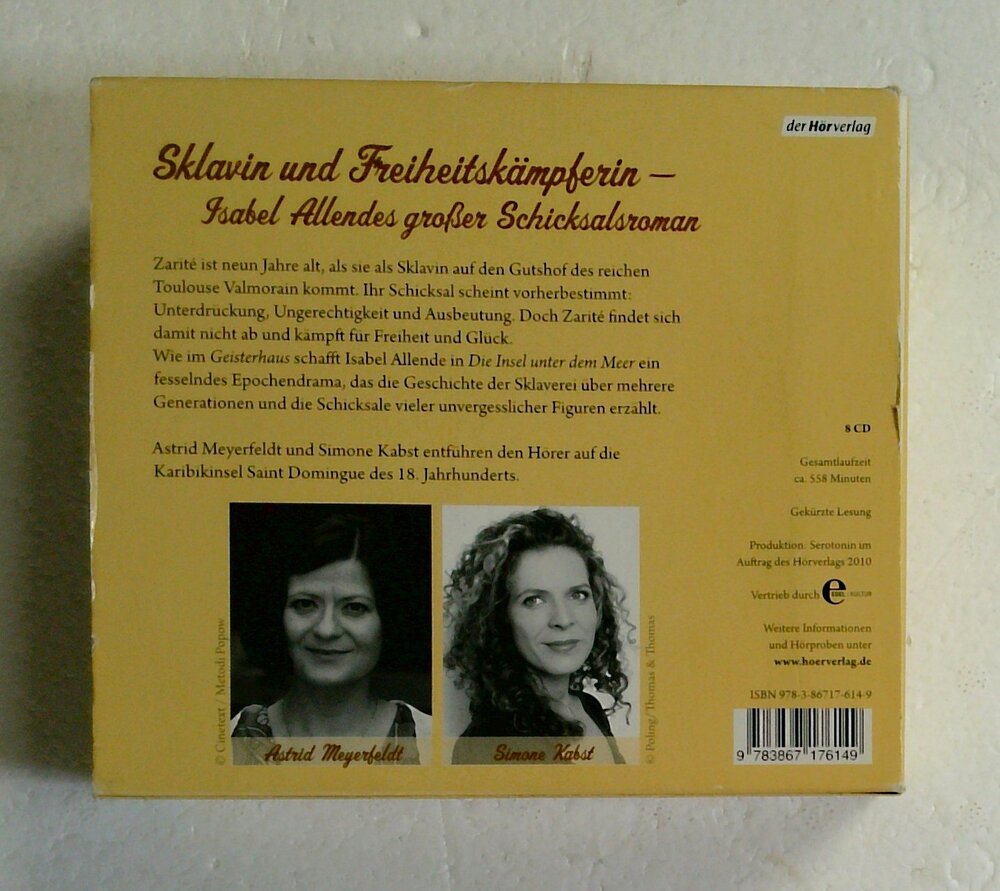 der Hörverlag
Sklavin und Freiheitskämpferin –
Isabel Allendes großer Schicksalsroman
Zarité ist neun Jahre alt, als sie als Sklavin auf den Gutshof des reichen
Toulouse Valmorain kommt. Ihr Schicksal scheint vorherbestimmt:
Unterdrückung, Ungerechtigkeit und Ausbeutung. Doch Zarité findet sich
damit nicht ab und kämpft für Freiheit und Glück.
Wie im Geisterhaus schafft Isabel Allende in Die Insel unter dem Meer ein
fesselndes Epochendrama, das die Geschichte der Sklaverei über mehrere
Generationen und die Schicksale vieler unvergesslicher Figuren erzählt.
Astrid Meyerfeldt und Simone Kabst entführen den Hörer auf die
Karibikinsel Saint Domingue des 18. Jahrhunderts.
© Cinetext / Metodi Popow
Astrid Meyerfeldt
Simone Kabst
© Poling/Thomas & Thomas
8 CD
Gesamtlaufzeit
ca. 558 Minuten
Gekürzte Lesung
Produktion: Serotonin im
Auftrag des Hörverlags 2010
Vertrieb durch e EDEL:KULTUR
Weitere Informationen
und Hörproben unter
www.hoerverlag.de
ISBN 978-3-86717-614-9
9 783867 176149